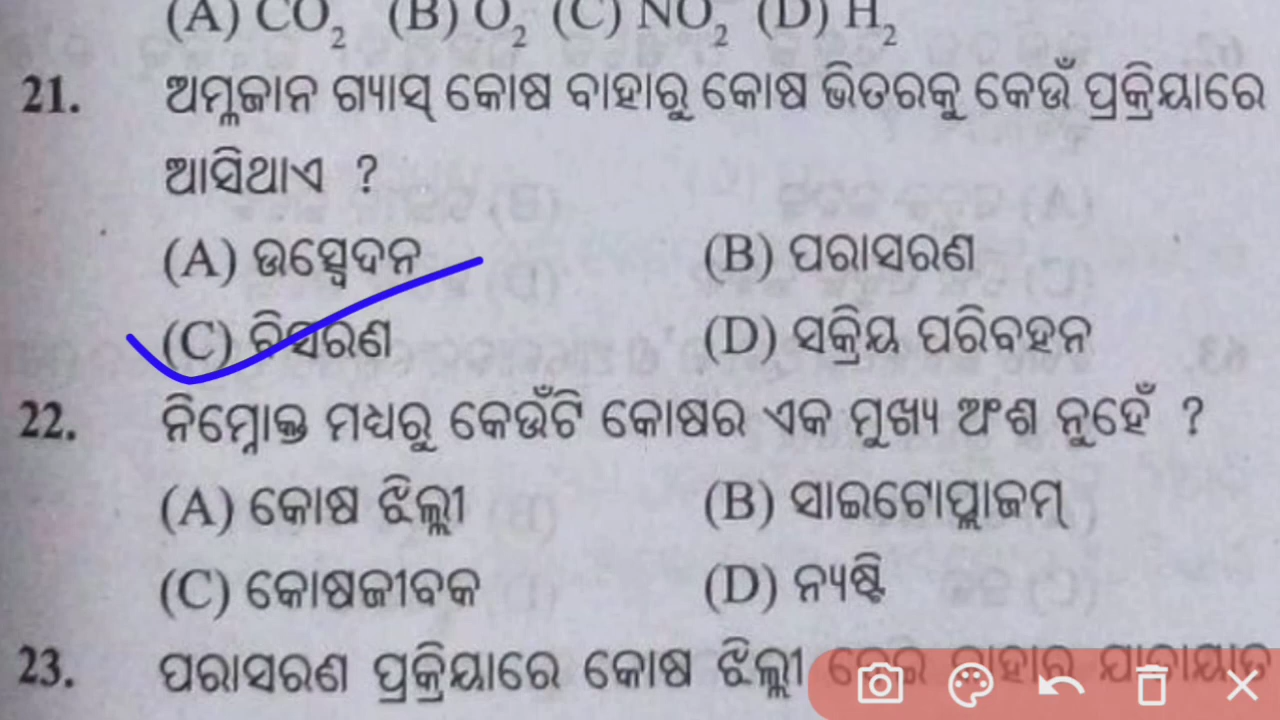 (A) CO₂ (B) O₂ (C) NO₂ (D) H₂
21. ଅମ୍ଳଜାନ ଗ୍ୟାସ୍ କୋଷ ବାହାରୁ କୋଷ ଭିତରକୁ କେଉଁ ପ୍ରକ୍ରିୟାରେ
ଆସିଥାଏ ?
(A) ଉତ୍ସ୍ବେଦନ (B) ପରାସରଣ
(C) ବିସରଣ (D) ସକ୍ରିୟ ପରିବହନ
22. ନିମ୍ନୋକ୍ତ ମଧ୍ୟରୁ କେଉଁଟି କୋଷର ଏକ ମୁଖ୍ୟ ଅଂଶ ନୁହେଁ ?
(A) କୋଷ ଝିଲ୍ଲୀ (B) ସାଇଟୋପ୍ଲାଜମ୍
(C) କୋଷଜୀବକ (D) ନ୍ୟଷ୍ଟି
23. ପରାସରଣ ପ୍ରକ୍ରିୟାରେ କୋଷ ଝିଲ୍ଲୀ